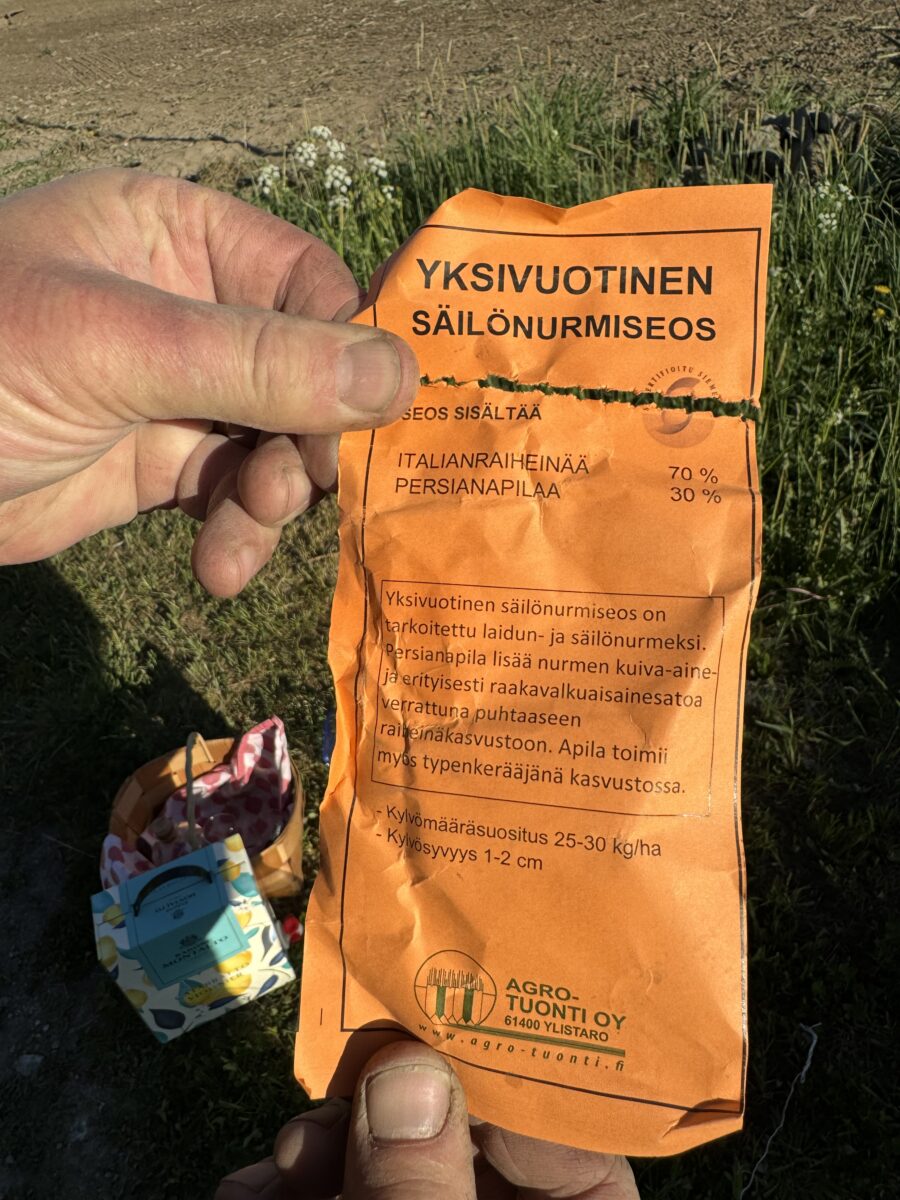 YKSIVUOTINEN
SÄILÖNURMISEOS
SEOS SISÄLTÄÄ
ITALIANRAIHEINÄÄ 70 %
PERSIANAPILAA 30 %
Yksivuotinen säilönurmiseos on
tarkoitettu laidun- ja säilönurmeksi.
Persianapila lisää nurmen kuiva-aine-
ja erityisesti raakavalkuaisainesatoa
verrattuna puhtaaseen
raiheinäkasvustoon. Apila toimii
myös typenkerääjänä kasvustossa.
- Kylvömääräsuositus 25-30 kg/ha
- Kylvösyvyys 1-2 cm
AGRO-
TUONTI OY
61400 YLISTARO
www.agro-tuonti.fi
MONTALTO